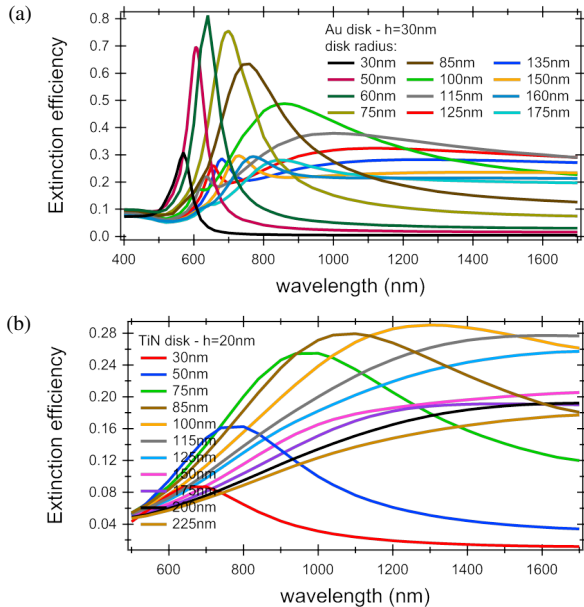 (a)
Au disk - h=30nm
disk radius:
30nm 85nm 135nm
50nm 100nm 150nm
60nm 115nm 160nm
75nm 125nm 175nm
Extinction efficiency
0.8
0.7
0.6
0.5
0.4
0.3
0.2
0.1
0.0
400 600 800 1000 1200 1400 1600
wavelength (nm)
(b)
TiN disk - h=20nm
30nm
50nm
75nm
85nm
100nm
115nm
125nm
150nm
175nm
200nm
225nm
Extinction efficiency
0.28
0.24
0.20
0.16
0.12
0.08
0.04
600 800 1000 1200 1400 1600
wavelength (nm)